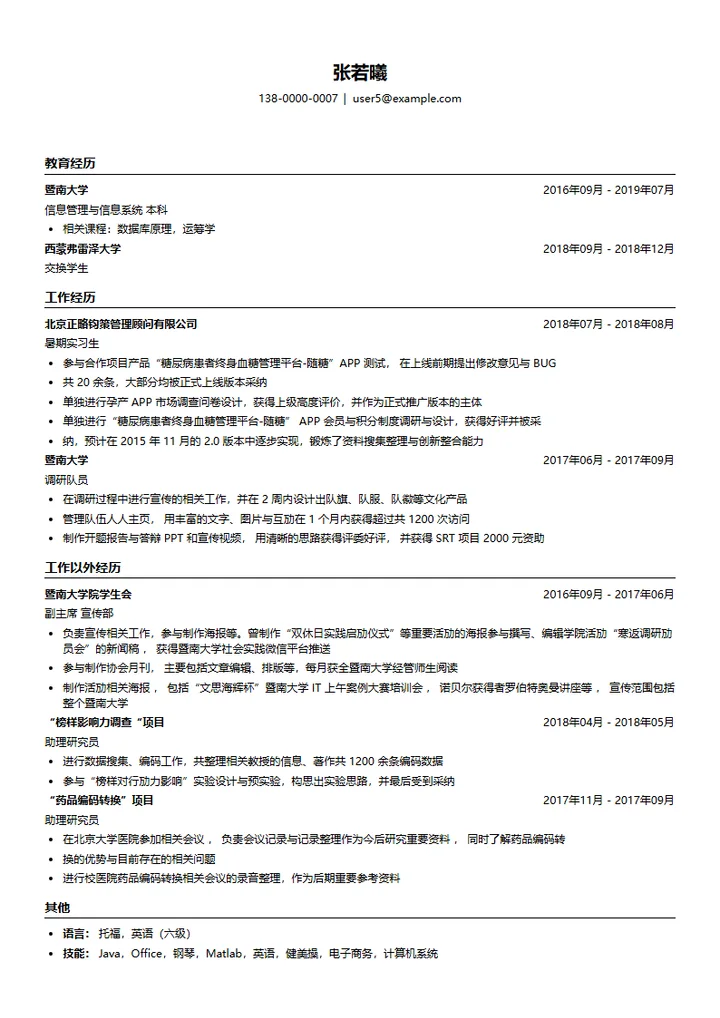 张若曦
138-0000-0007 | user5@example.com
教育经历
暨南大学 2016年09月 - 2019年07月
信息管理与信息系统 本科
• 相关课程：数据库原理，运筹学
西蒙弗雷泽大学 2018年09月 - 2018年12月
交换学生
工作经历
北京正略钧策管理顾问有限公司 2018年07月 - 2018年08月
暑期实习生
• 参与合作项目产品“糖尿病患者终身血糖管理平台-随糖”APP 测试， 在上线前期提出修改意见与 BUG
• 共 20 余条，大部分均被正式上线版本采纳
• 单独进行孕产 APP 市场调查问卷设计，获得上级高度评价，并作为正式推广版本的主体
• 单独进行“糖尿病患者终身血糖管理平台-随糖” APP 会员与积分制度调研与设计，获得好评并被采
• 纳，预计在 2015 年 11 月的 2.0 版本中逐步实现，锻炼了资料搜集整理与创新整合能力
暨南大学 2017年06月 - 2017年09月
调研队员
• 在调研过程中进行宣传的相关工作，并在 2 周内设计出队旗、队服、队徽等文化产品
• 管理队伍人人主页， 用丰富的文字、图片与互动在 1 个月内获得超过共 1200 次访问
• 制作开题报告与答辩 PPT 和宣传视频， 用清晰的思路获得评委好评， 并获得 SRT 项目 2000 元资助
工作以外经历
暨南大学院学生会 2016年09月 - 2017年06月
副主席 宣传部
• 负责宣传相关工作，参与制作海报等。曾制作“双休日实践启动仪式”等重要活动的海报参与撰写、编辑学院活动“寒返调研动
员会”的新闻稿 ， 获得暨南大学社会实践微信平台推送
• 参与制作协会月刊， 主要包括文章编辑、排版等，每月获全暨南大学经管师生阅读
• 制作活动相关海报 ， 包括“文思海辉杯”暨南大学 IT 上午案例大赛培训会 ， 诺贝尔获得者罗伯特奥曼讲座等 ， 宣传范围包括
整个暨南大学
“榜样影响力调查“项目 2018年04月 - 2018年05月
助理研究员
• 进行数据搜集、编码工作，共整理相关教授的信息、著作共 1200 余条编码数据
• 参与“榜样对行励力影响”实验设计与预实验，构思出实验思路，并最后受到采纳
“药品编码转换”项目 2017年11月 - 2017年09月
助理研究员
• 在北京大学医院参加相关会议 ， 负责会议记录与记录整理作为今后研究重要资料 ， 同时了解药品编码转
• 换的优势与目前存在的相关问题
• 进行校医院药品编码转换相关会议的录音整理，作为后期重要参考资料
其他
• 语言： 托福，英语（六级）
• 技能： Java，Office，钢琴，Matlab，英语，健美操，电子商务，计算机系统